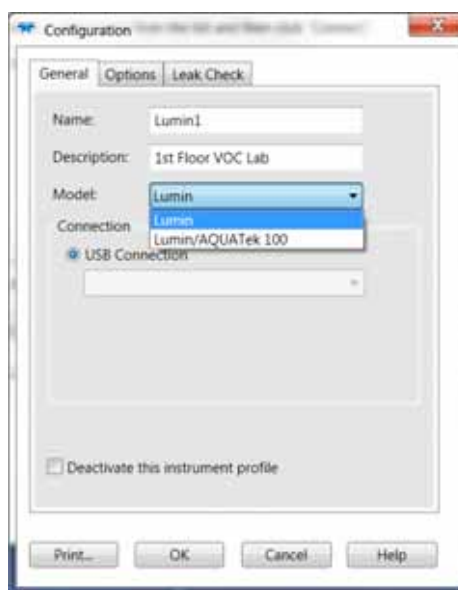 Configuration
General Options Leak Check
Name: Lumin1
Description: 1st Floor VOC Lab
Model: Lumin
Lumin
Lumin/AQUATek 100
Connection
USB Connection
Deactivate this instrument profile
Print... OK Cancel Help